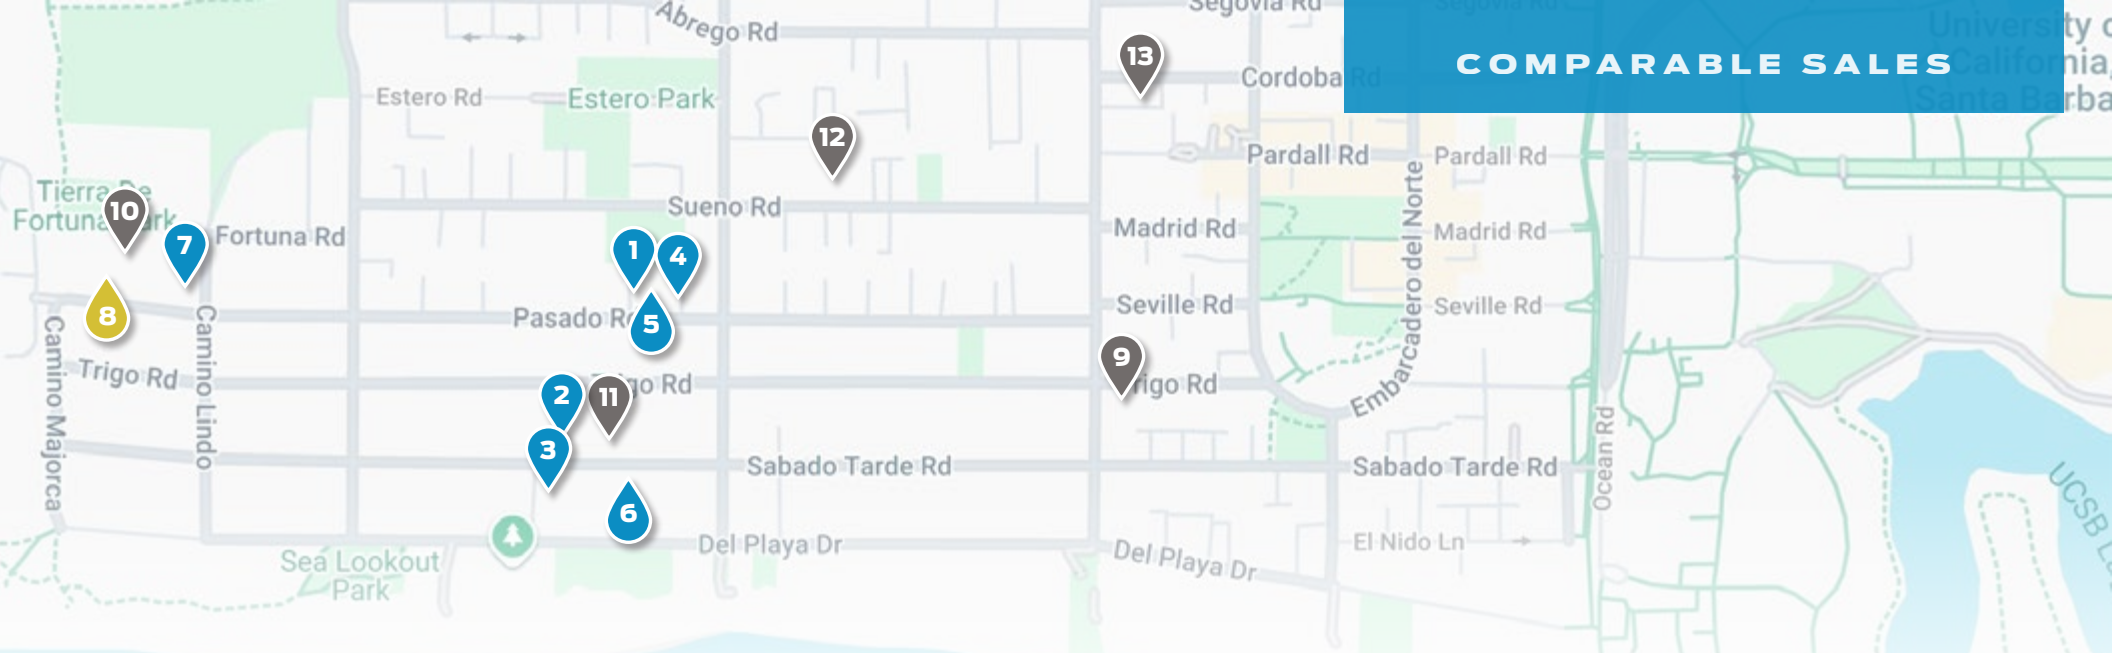 Abrego Rd
Segovia Rd
Segovia Rd
COMPARABLE SALES
University
California,
Santa Barba
Estero Rd
Estero Park
13
Cordoba Rd
12
Pardall Rd
Pardall Rd
Tierra De
Fortuna Park
10
7
Fortuna Rd
Sueno Rd
1
4
Madrid Rd
Madrid Rd
Embarcadero del Norte
8
Pasado Rd
5
Seville Rd
Seville Rd
Camino Majorca
Camino Lindo
Trigo Rd
2
11
Trigo Rd
9
Trigo Rd
3
Sabado Tarde Rd
Sabado Tarde Rd
Ocean Rd
6
Sea Lookout
Park
Del Playa Dr
Del Playa Dr
El Nido Ln
UCSB